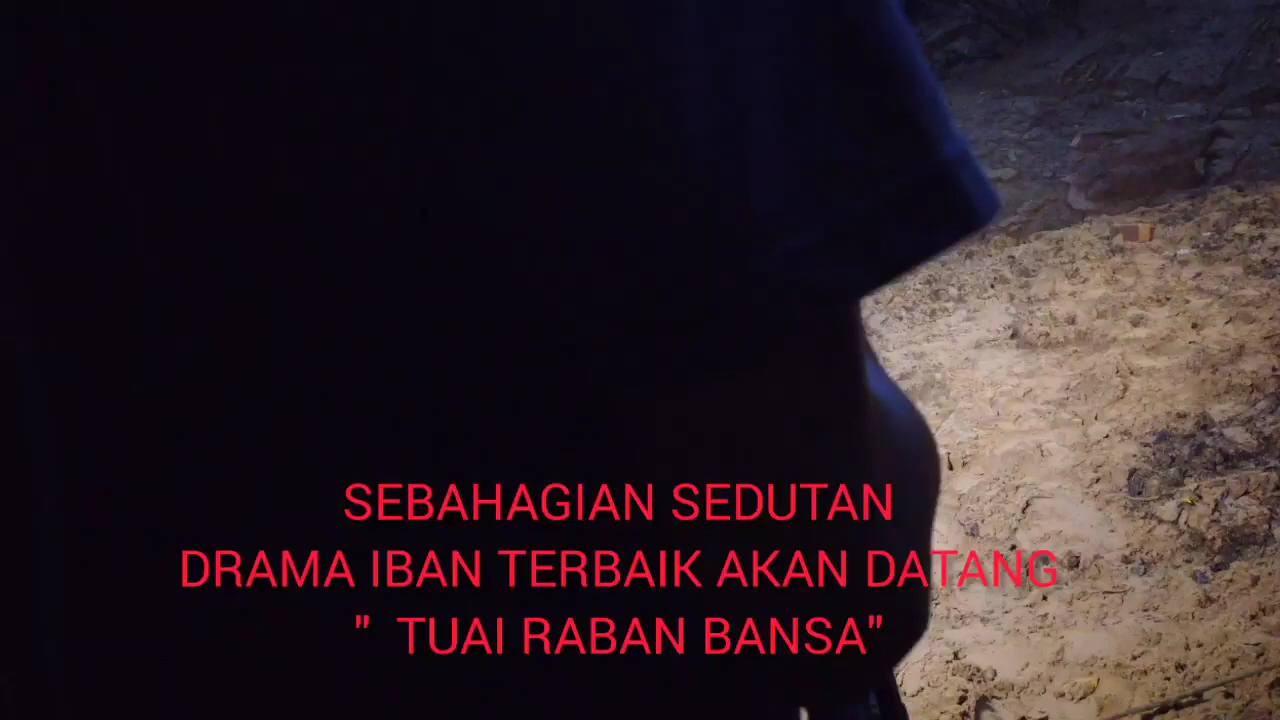 SEBAHAGIAN SEDUTAN
DRAMA IBAN TERBAIK AKAN DATANG
" TUAI RABAN BANSA"